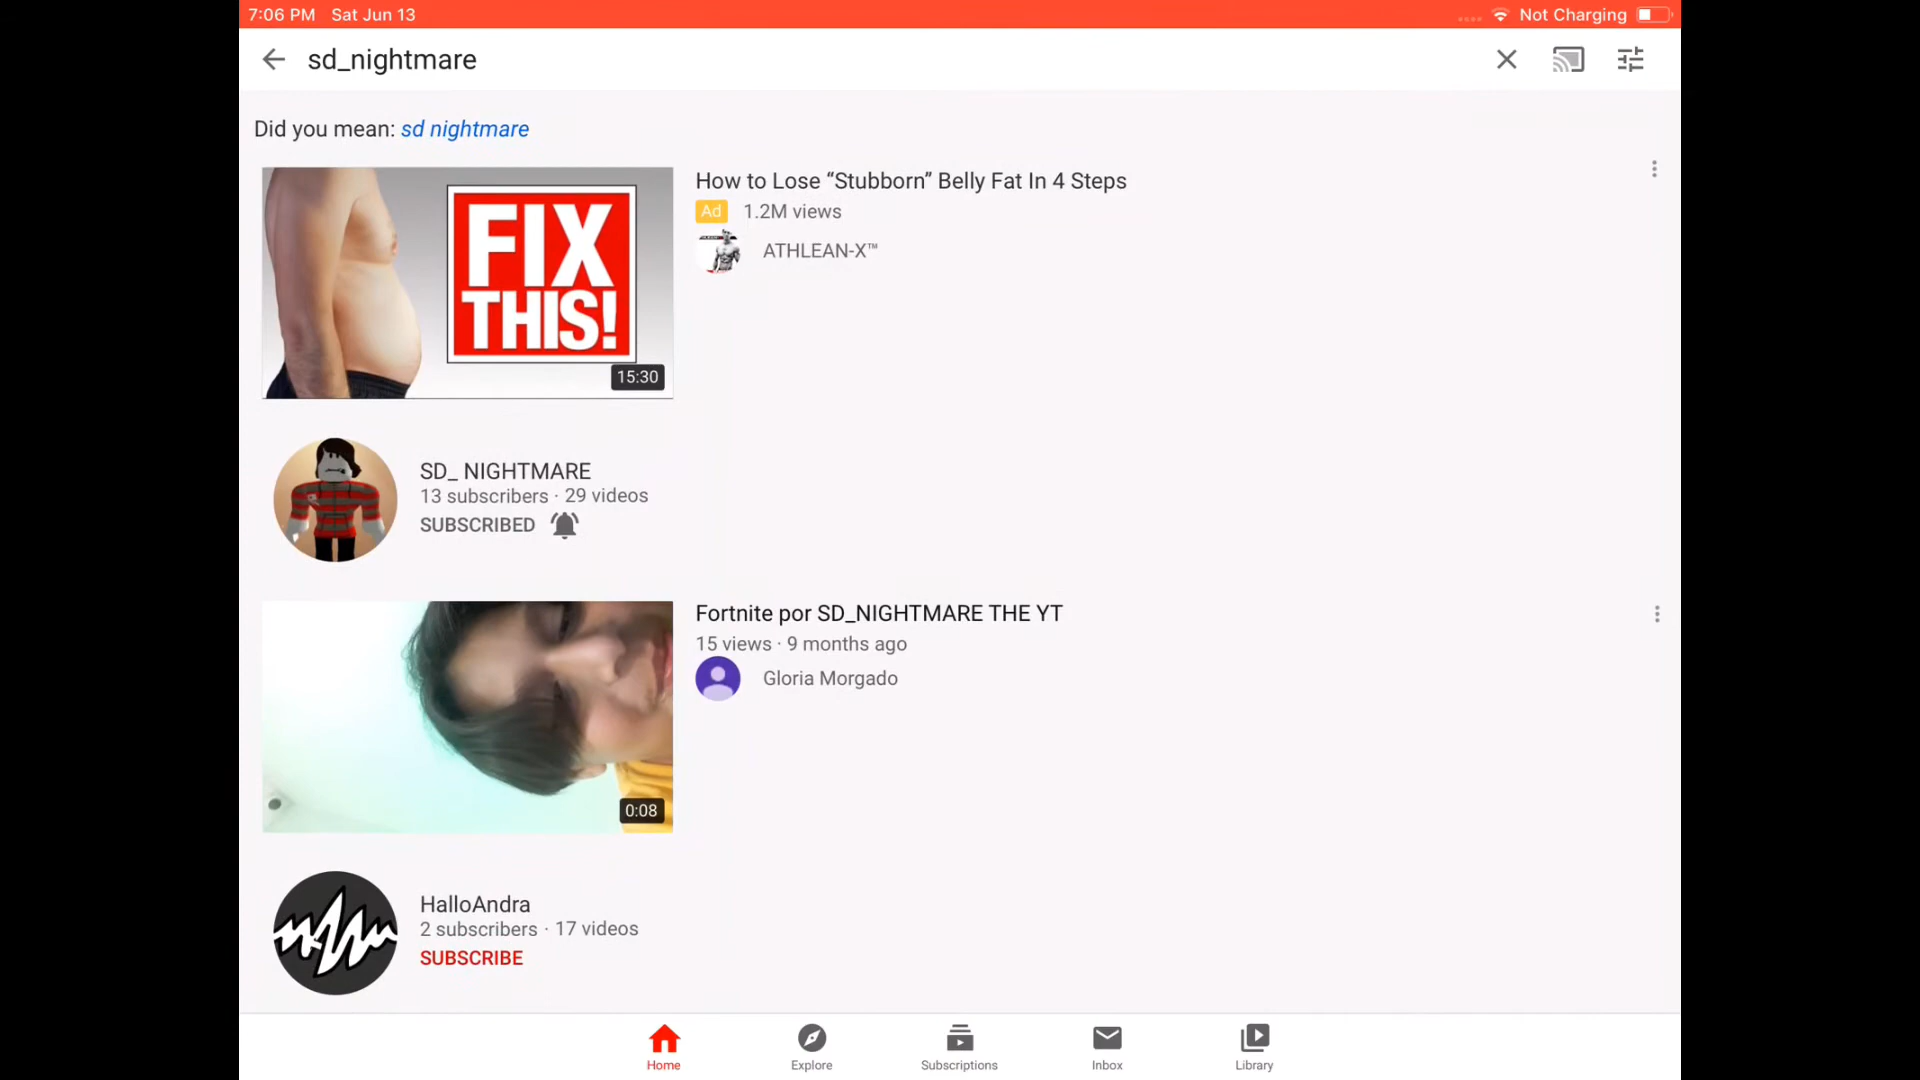 7:06 PM Sat Jun 13
Not Charging
sd_nightmare
Did you mean: sd nightmare
FIX
THIS!
15:30
How to Lose “Stubborn” Belly Fat In 4 Steps
Ad 1.2M views
ATHLEAN-X™
SD_ NIGHTMARE
13 subscribers · 29 videos
SUBSCRIBED
0:08
Fortnite por SD_NIGHTMARE THE YT
15 views · 9 months ago
Gloria Morgado
HalloAndra
2 subscribers · 17 videos
SUBSCRIBE
Home
Explore
Subscriptions
Inbox
Library